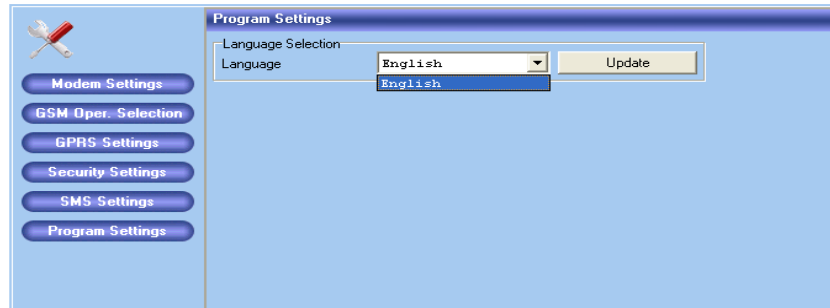 Program Settings
Language Selection
Language
English
Update
English
Modem Settings
GSM Oper. Selection
GPRS Settings
Security Settings
SMS Settings
Program Settings